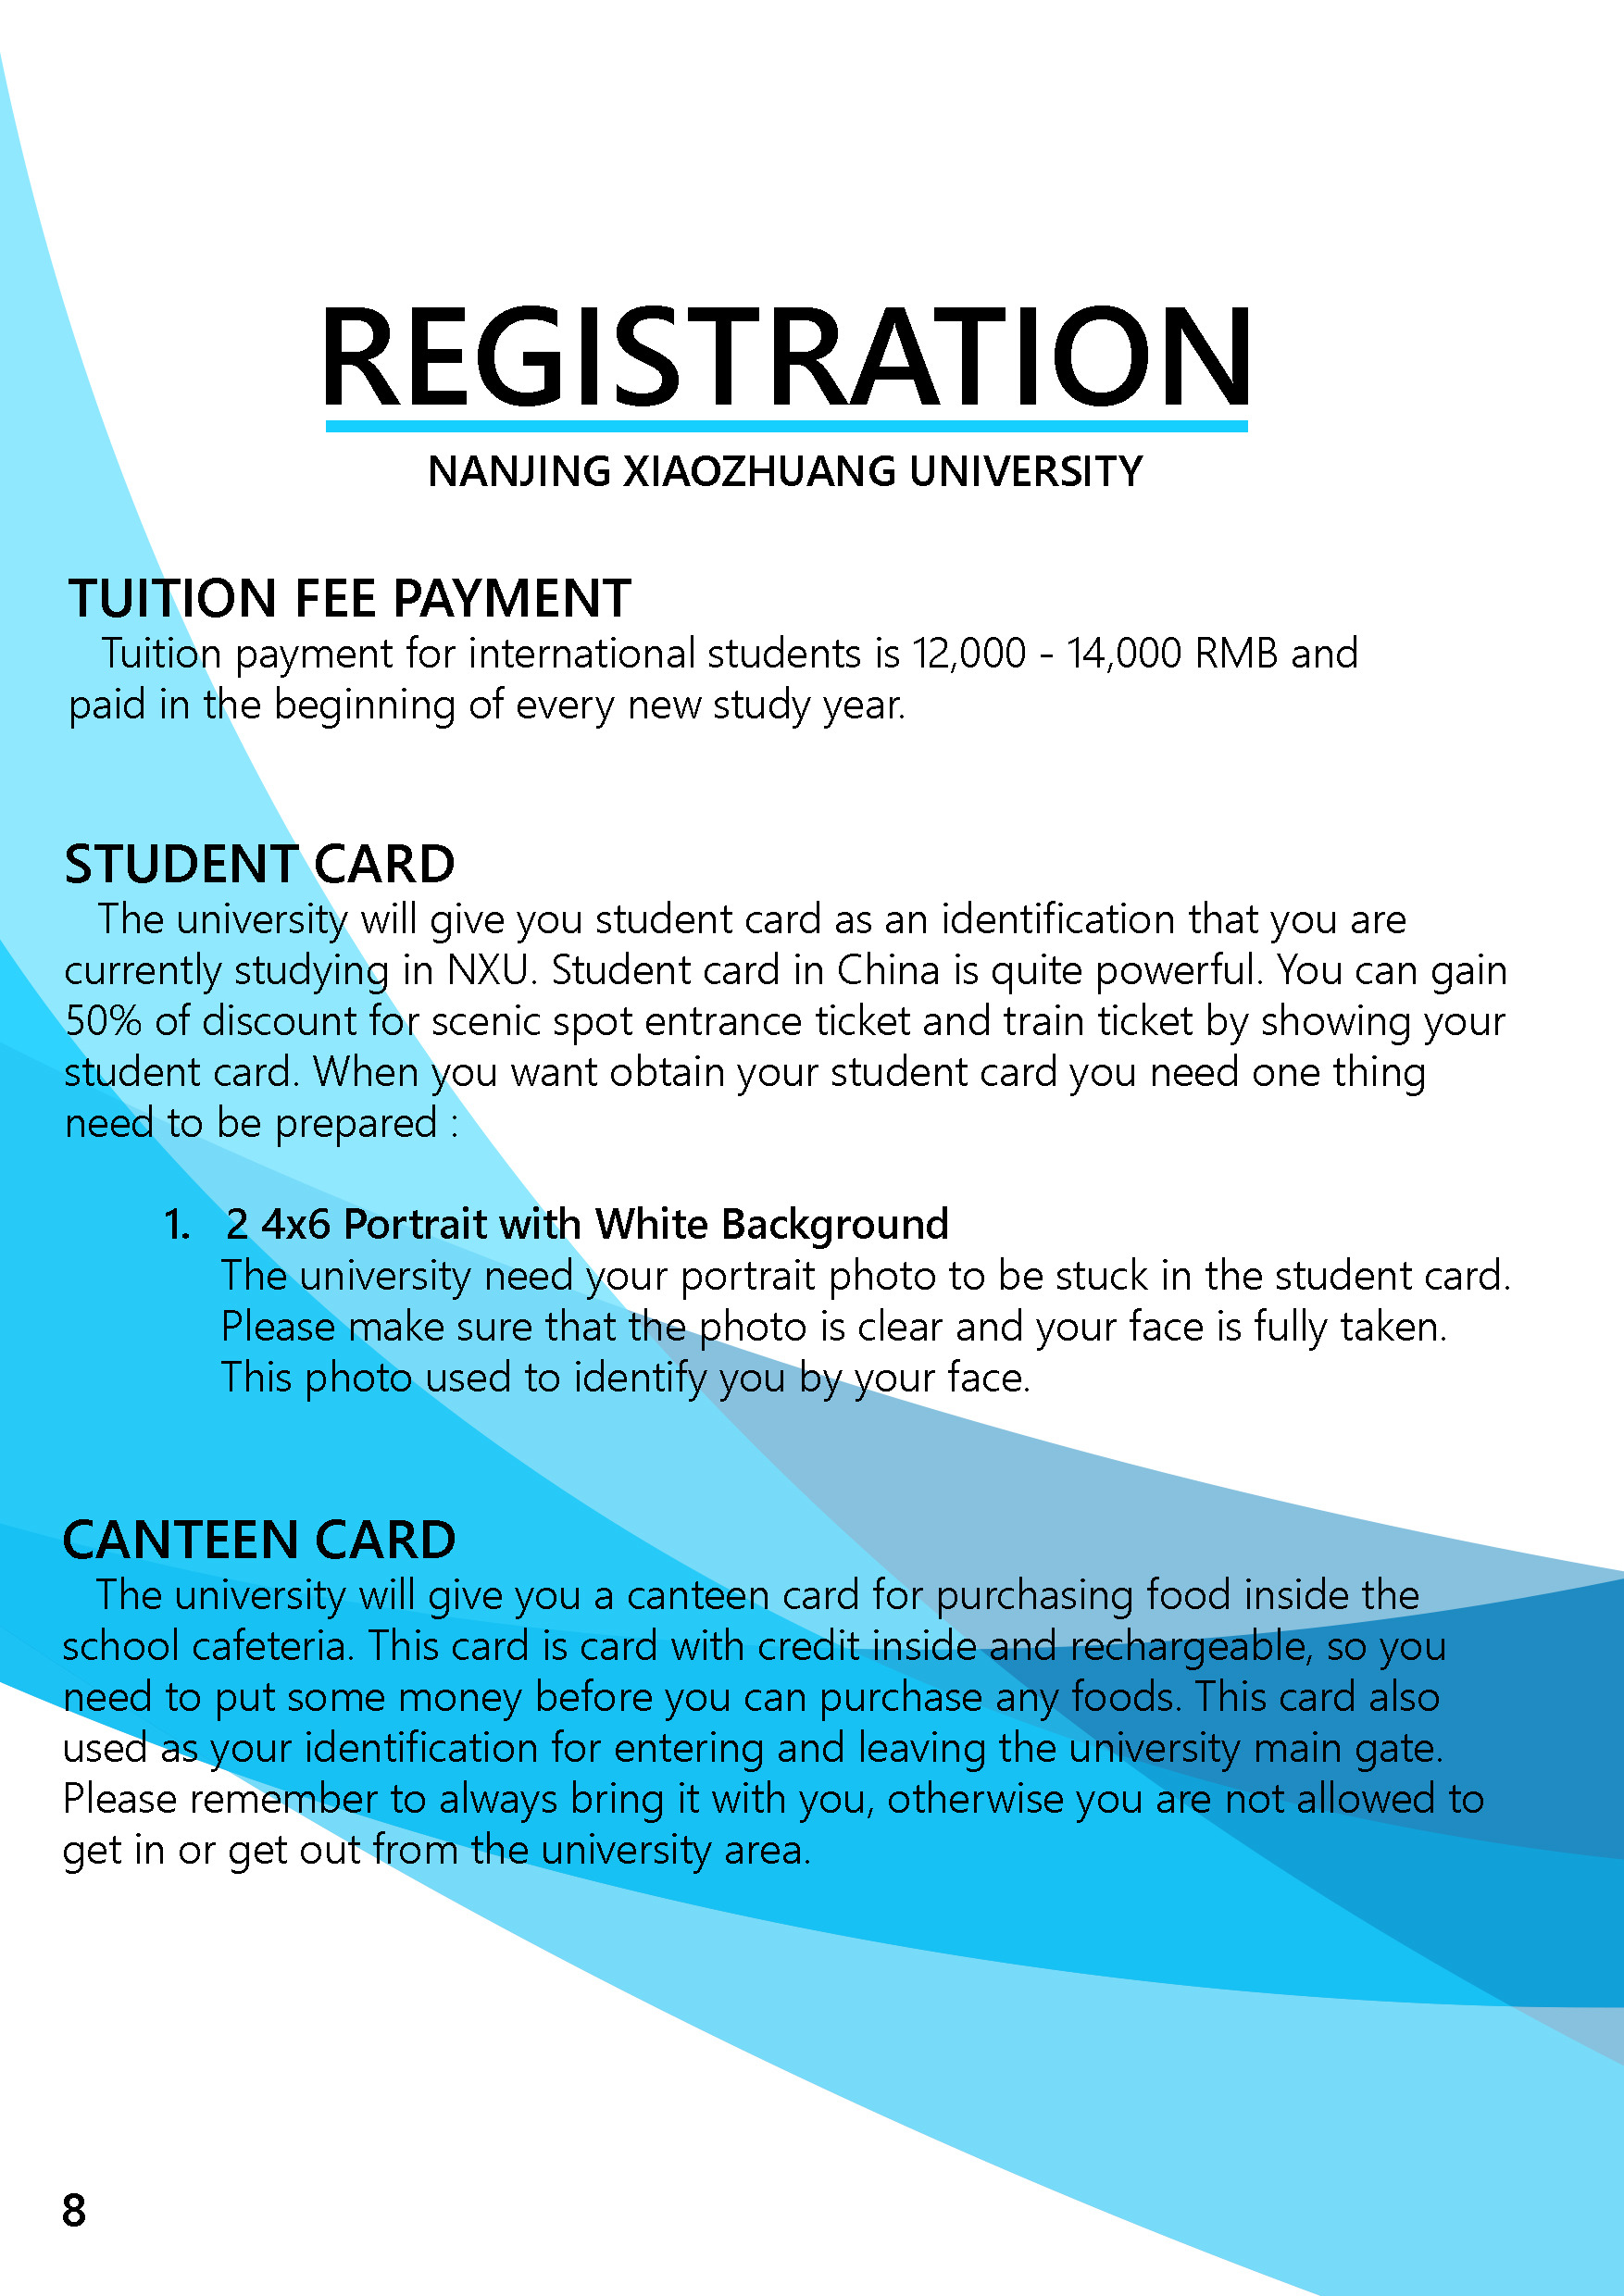 REGISTRATION
NANJING XIAOZHUANG UNIVERSITY
TUITION FEE PAYMENT
Tuition payment for international students is 12,000 - 14,000 RMB and
paid in the beginning of every new study year.
STUDENT CARD
The university will give you student card as an identification that you are
currently studying in NXU. Student card in China is quite powerful. You can gain
50% of discount for scenic spot entrance ticket and train ticket by showing your
student card. When you want obtain your student card you need one thing
need to be prepared :
1. 2 4x6 Portrait with White Background
The university need your portrait photo to be stuck in the student card.
Please make sure that the photo is clear and your face is fully taken.
This photo used to identify you by your face.
CANTEEN CARD
The university will give you a canteen card for purchasing food inside the
school cafeteria. This card is card with credit inside and rechargeable, so you
need to put some money before you can purchase any foods. This card also
used as your identification for entering and leaving the university main gate.
Please remember to always bring it with you, otherwise you are not allowed to
get in or get out from the university area.
8